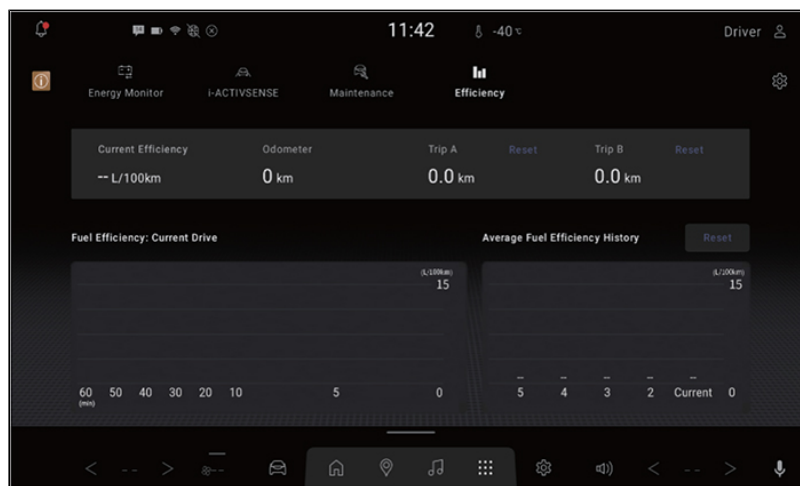 11:42
-40 °C
Driver
Energy Monitor
i-ACTIVSENSE
Maintenance
Efficiency
Current Efficiency
Odometer
Trip A
Reset
Trip B
Reset
-- L/100km
0 km
0.0 km
0.0 km
Fuel Efficiency: Current Drive
Average Fuel Efficiency History
Reset
(L/100km)
15
(L/100km)
15
-- -- -- -- --
60 50 40 30 20 10 5 0
(min)
5 4 3 2 Current 0
< -- >
--
< -- >